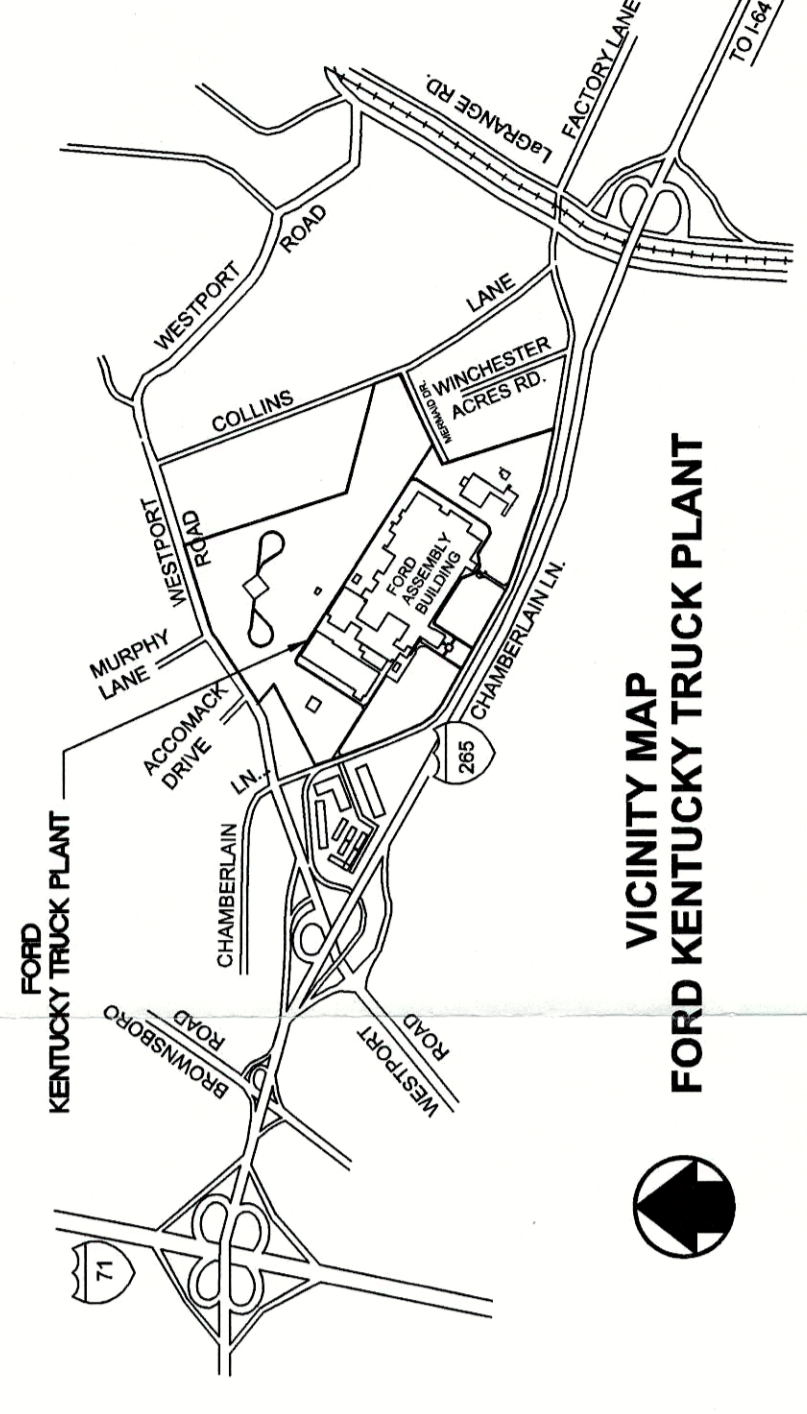 FORD
KENTUCKY TRUCK PLANT
71
BROWNSBORO
ROAD
WESTPORT
ROAD
CHAMBERLAIN
LN.
ACCOMACK
DRIVE
MURPHY
LANE
WESTPORT
ROAD
COLLINS
LANE
WESTPORT
ROAD
LaGRANGE RD.
FACTORY LANE
TO I-64
MERMAID DR.
WINCHESTER
ACRES RD.
FORD
ASSEMBLY
BUILDING
CHAMBERLAIN LN.
265
VICINITY MAP
FORD KENTUCKY TRUCK PLANT